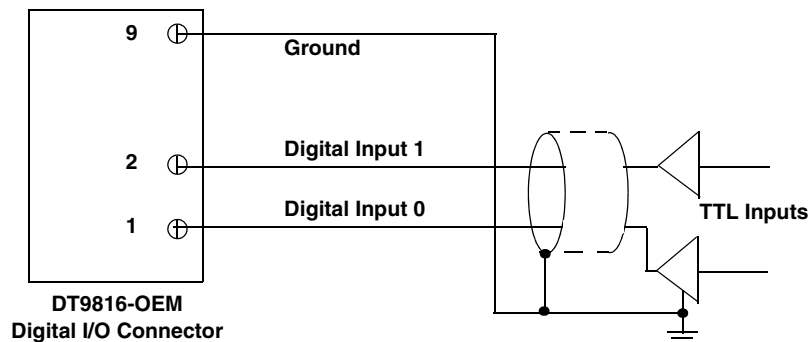 9
Ground
2
Digital Input 1
1
Digital Input 0
TTL Inputs
DT9816-OEM
Digital I/O Connector